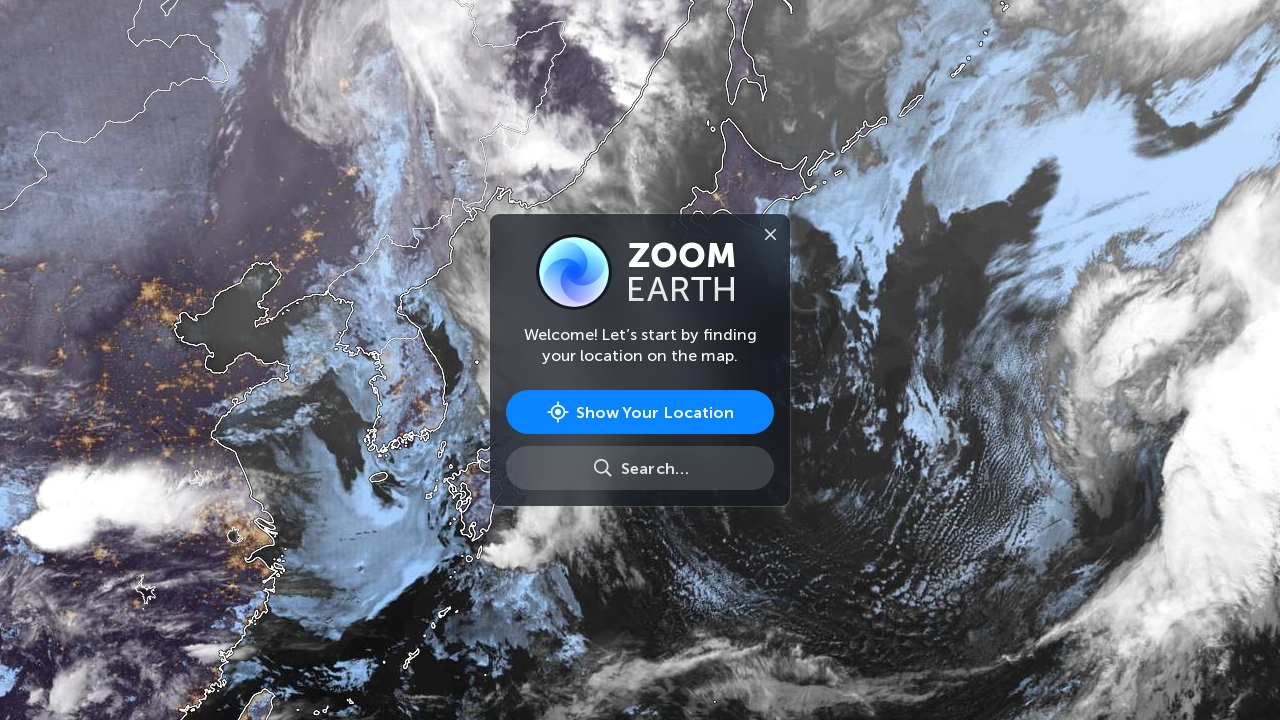 ZOOM
EARTH
Welcome! Let’s start by finding
your location on the map.
Show Your Location
Search...